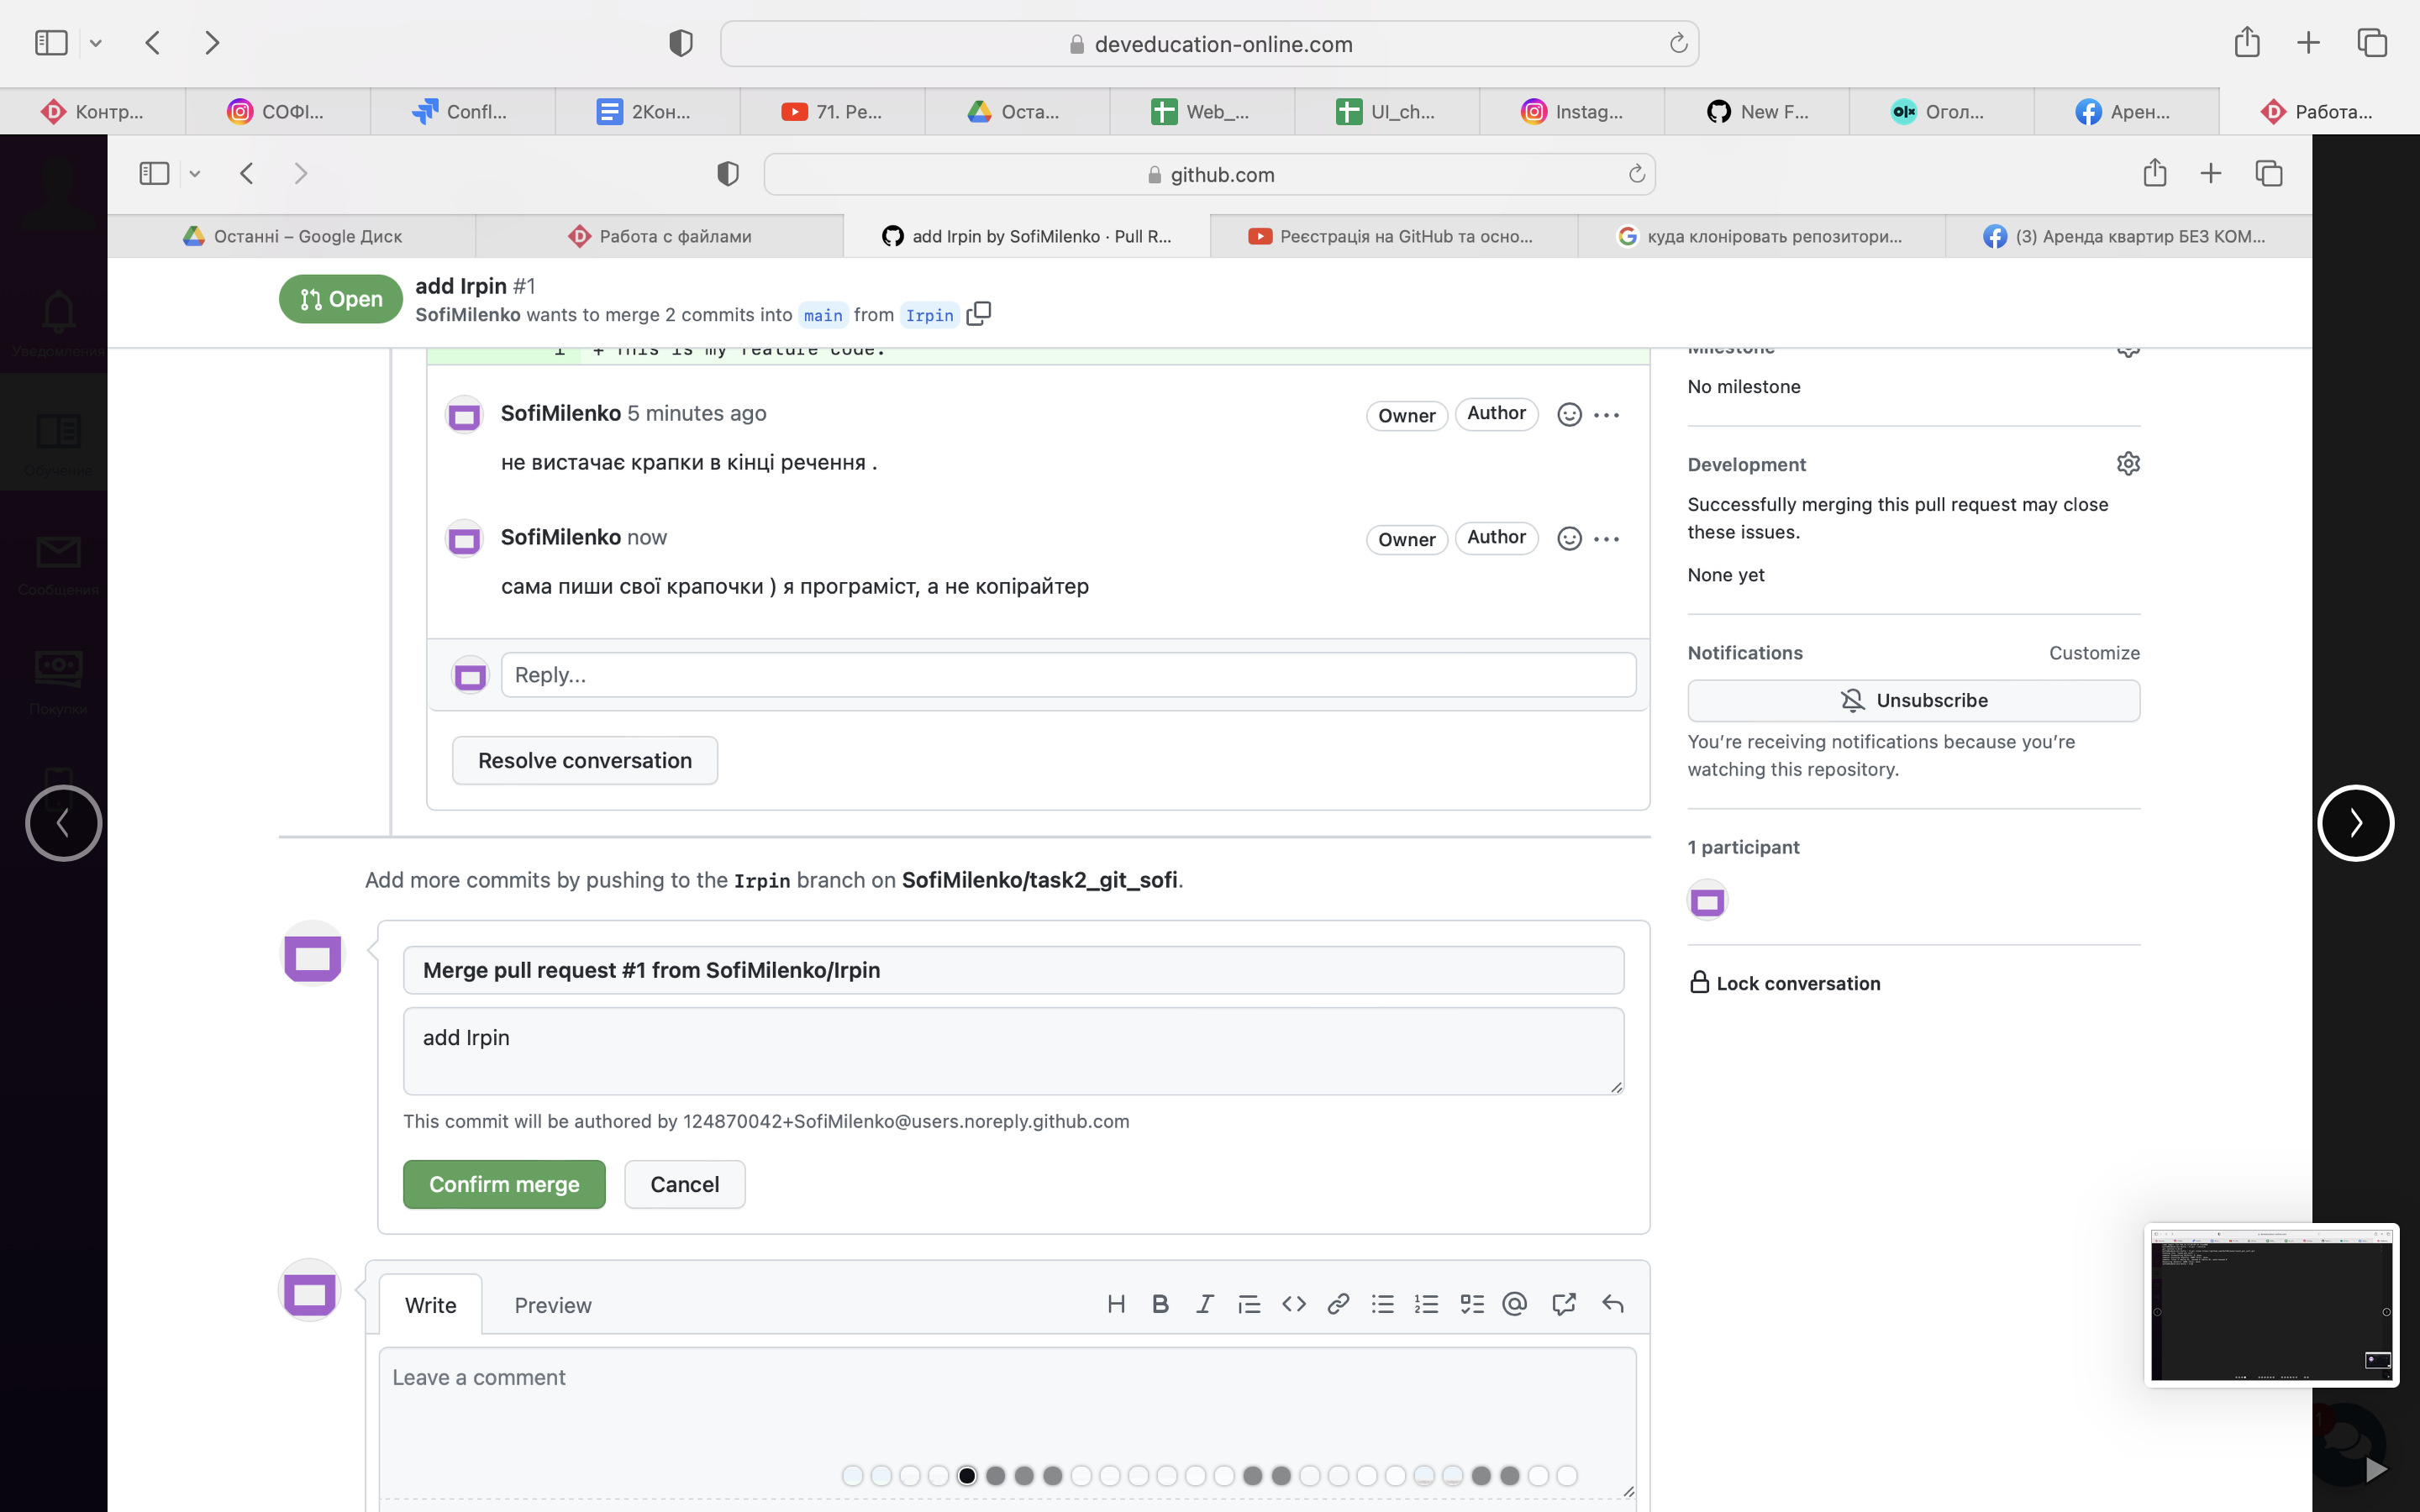 deveducation-online.com
Контр...
СОФІ...
Confl...
2Кон...
71. Ре...
Оста...
Web_...
UI_ch...
Instag...
New F...
Огол...
Арен...
Работа...
github.com
Останні – Google Диск
Работа с файлами
add Irpin by SofiMilenko · Pull R...
Реєстрація на GitHub та осно...
куда клоніровать репозитори...
(3) Аренда квартир БЕЗ КОМ...
Open
add Irpin #1
SofiMilenko wants to merge 2 commits into main from Irpin
Уведомления
Обучение
Сообщения
Покупки
1 + This is my feature code.
SofiMilenko 5 minutes ago
Owner
Author
не вистачає крапки в кінці речення .
SofiMilenko now
Owner
Author
сама пиши свої крапочки ) я програміст, а не копірайтер
Reply...
Resolve conversation
Milestone
No milestone
Development
Successfully merging this pull request may close
these issues.
None yet
Notifications
Customize
Unsubscribe
You're receiving notifications because you're
watching this repository.
1 participant
Lock conversation
Add more commits by pushing to the Irpin branch on SofiMilenko/task2_git_sofi.
Merge pull request #1 from SofiMilenko/Irpin
add Irpin
This commit will be authored by 124870042+SofiMilenko@users.noreply.github.com
Confirm merge
Cancel
Write
Preview
Leave a comment
1